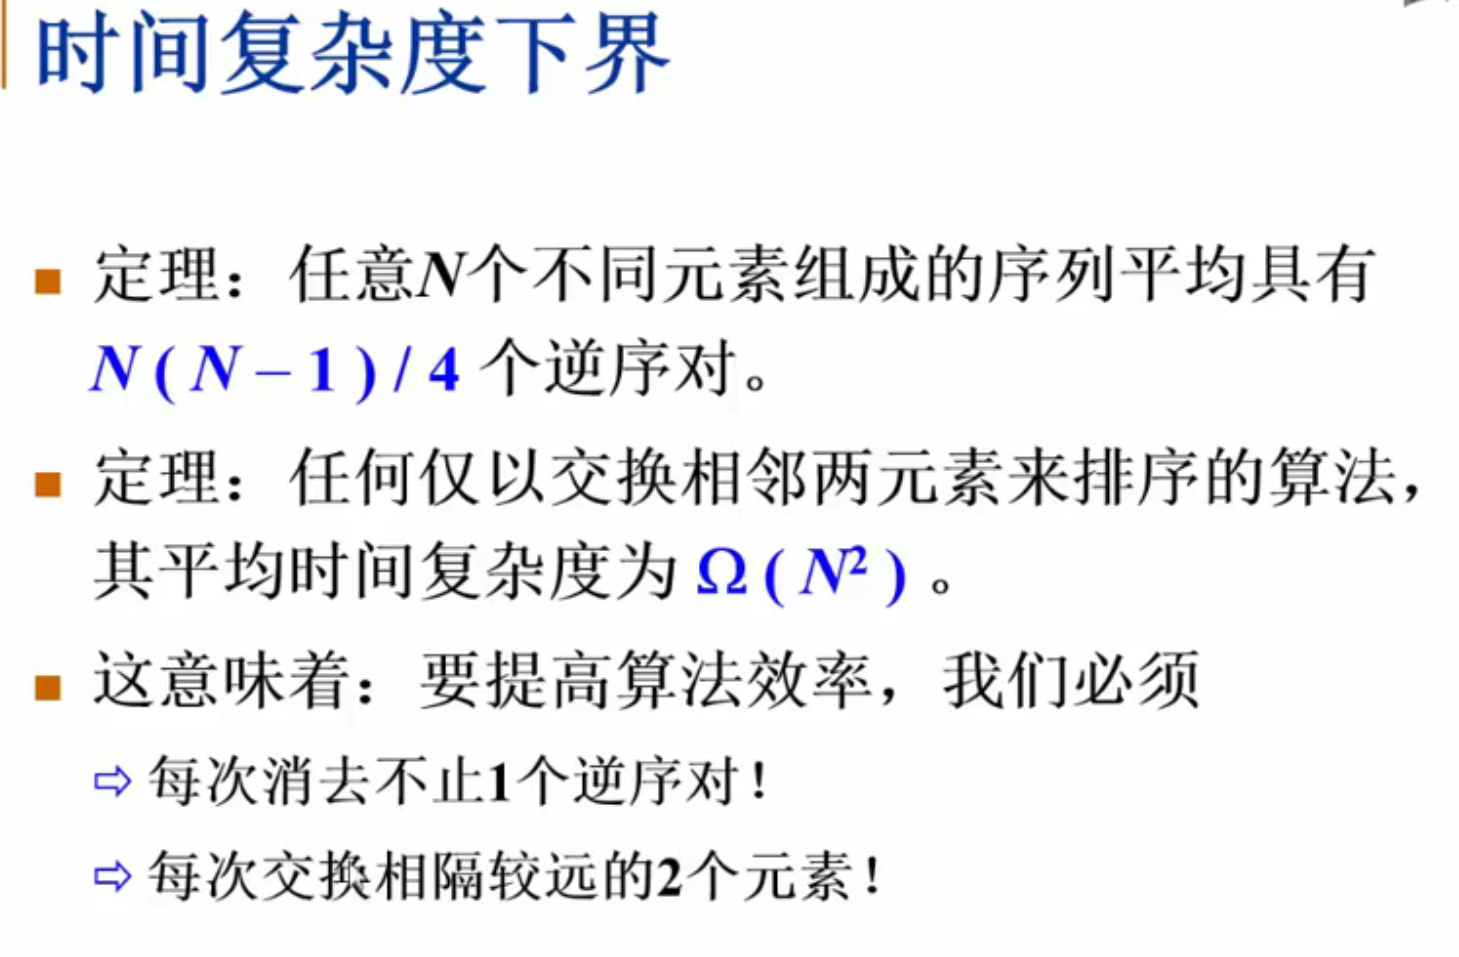 时间复杂度下界
定理：任意N个不同元素组成的序列平均具有
N ( N – 1 ) / 4 个逆序对。
定理：任何仅以交换相邻两元素来排序的算法，
其平均时间复杂度为 Ω ( N² ) 。
这意味着：要提高算法效率，我们必须
⇨ 每次消去不止1个逆序对！
⇨ 每次交换相隔较远的2个元素！